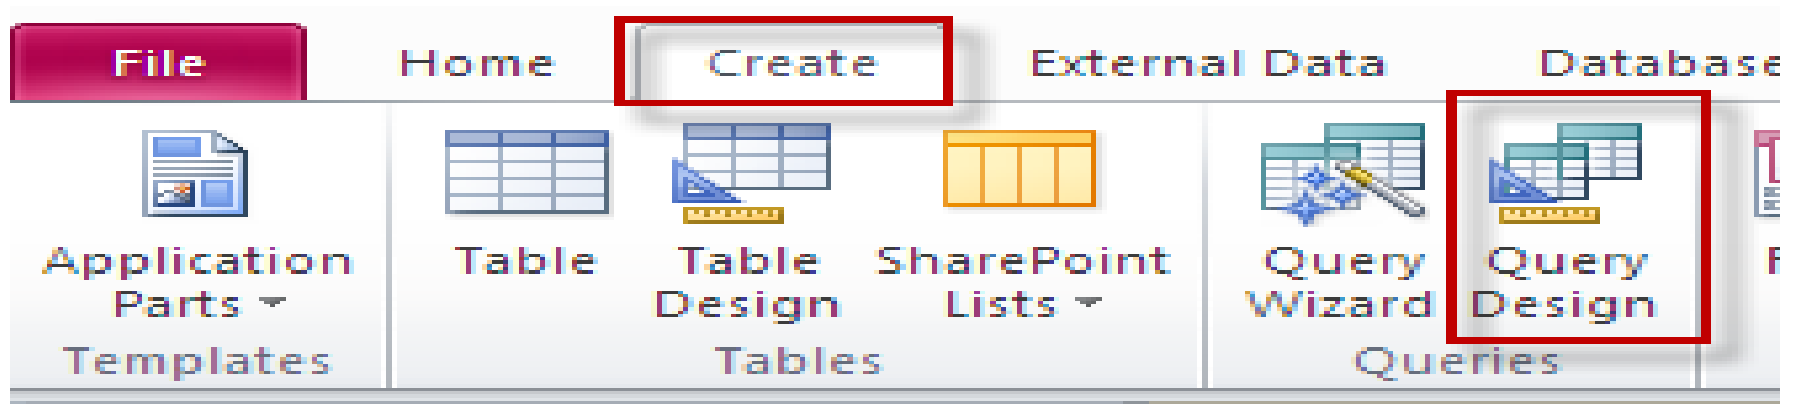 File Home Create External Data Database
Application Parts
Table
Table Design
SharePoint Lists
Query Wizard
Query Design
Templates Tables Queries